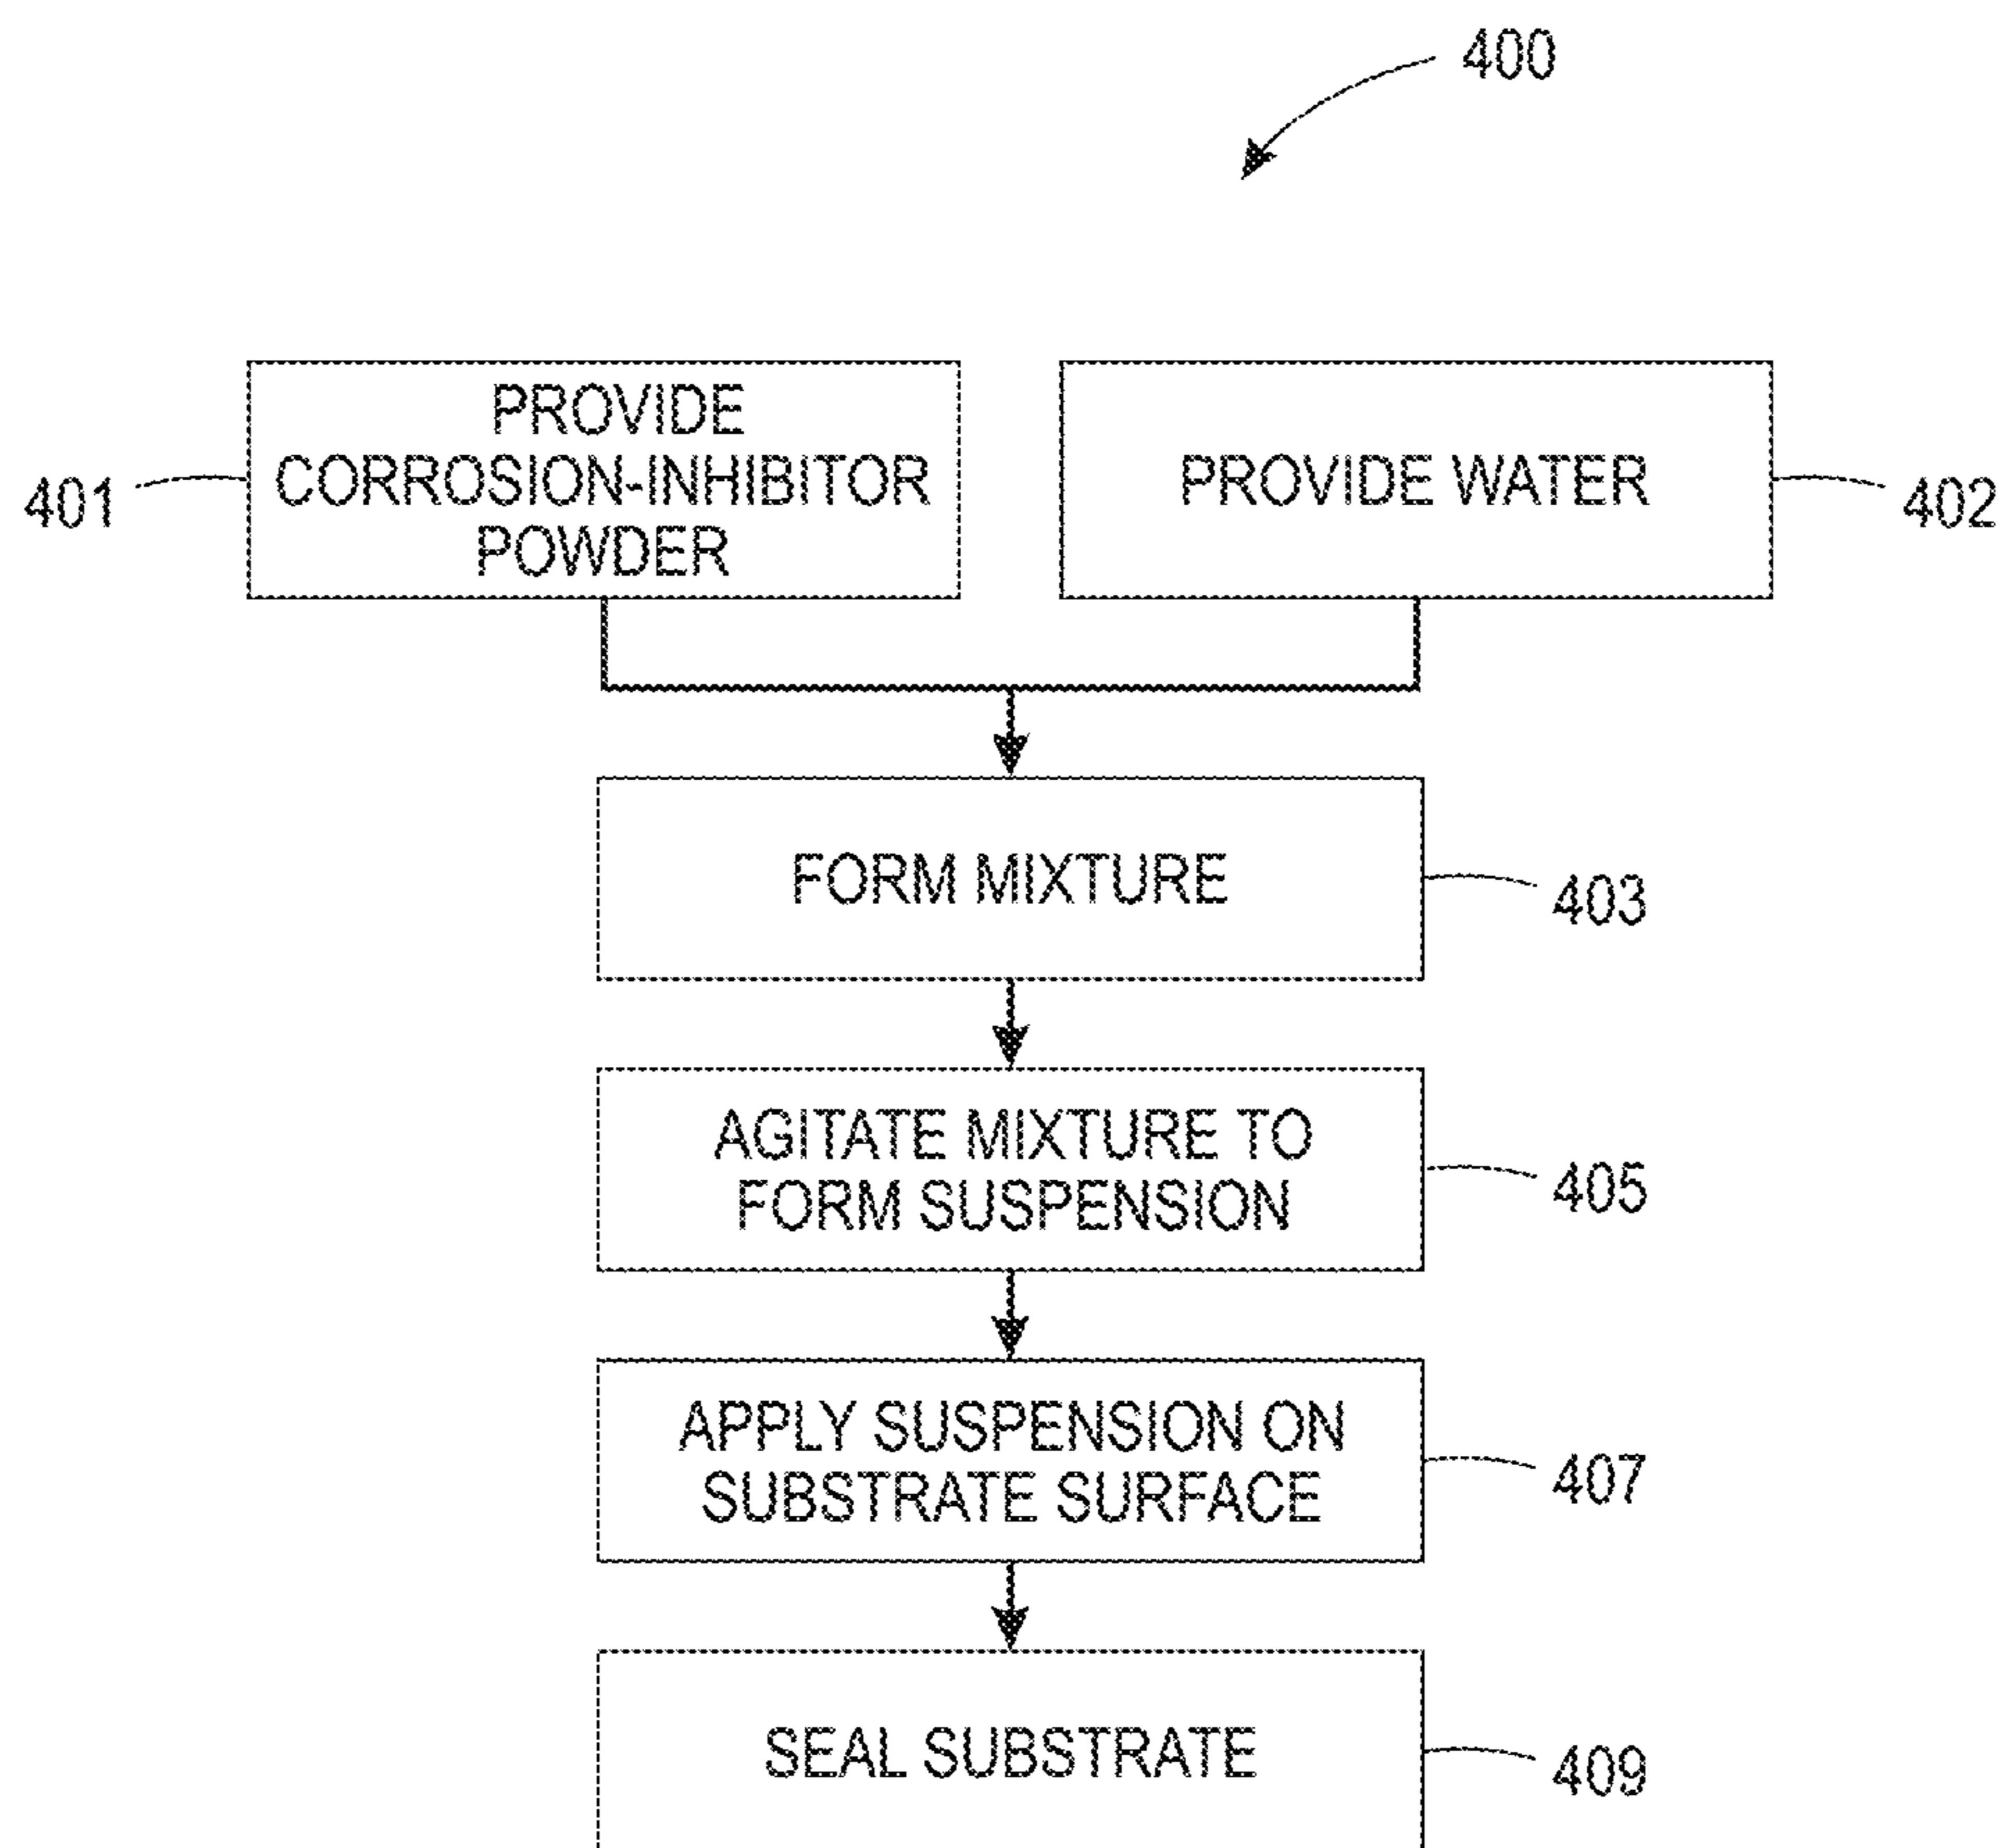 400
PROVIDE
CORROSION-INHIBITOR
POWDER
401
PROVIDE WATER
402
FORM MIXTURE
403
AGITATE MIXTURE TO
FORM SUSPENSION
405
APPLY SUSPENSION ON
SUBSTRATE SURFACE
407
SEAL SUBSTRATE
409